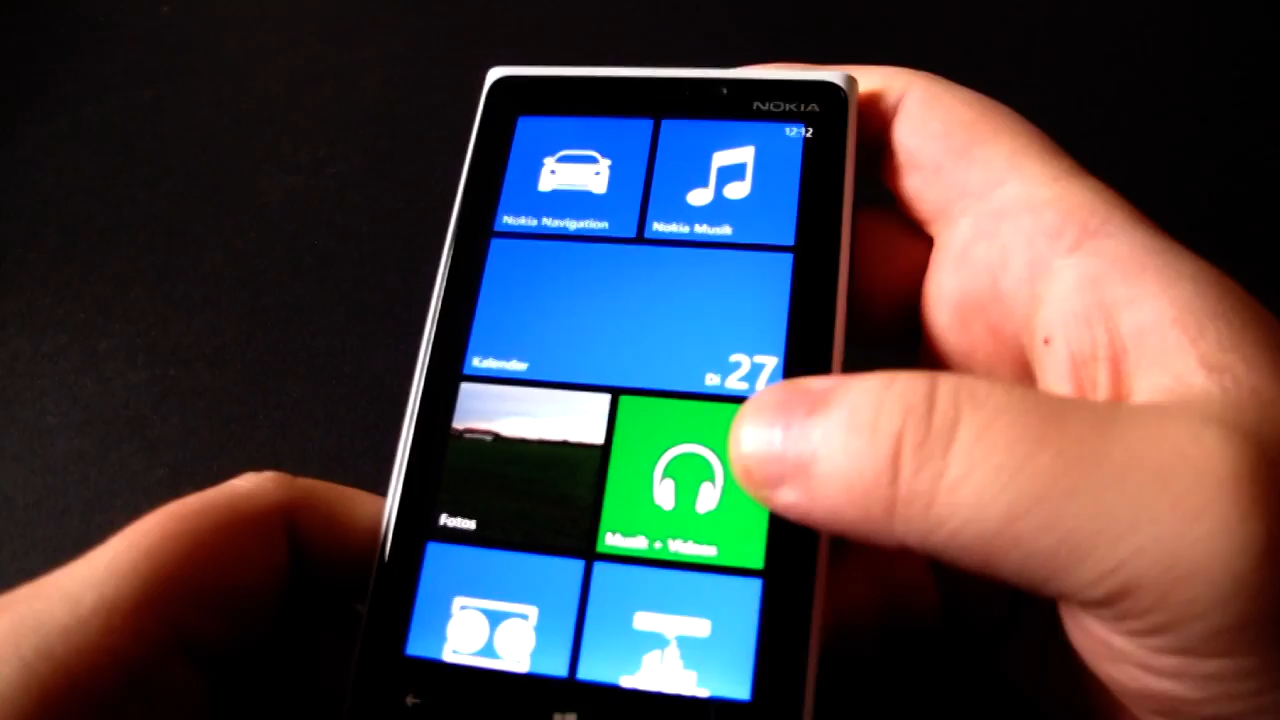 NOKIA
12:12
Nokia Navigation
Nokia Musik
Kalender
Di 27
Fotos
Musik + Videos